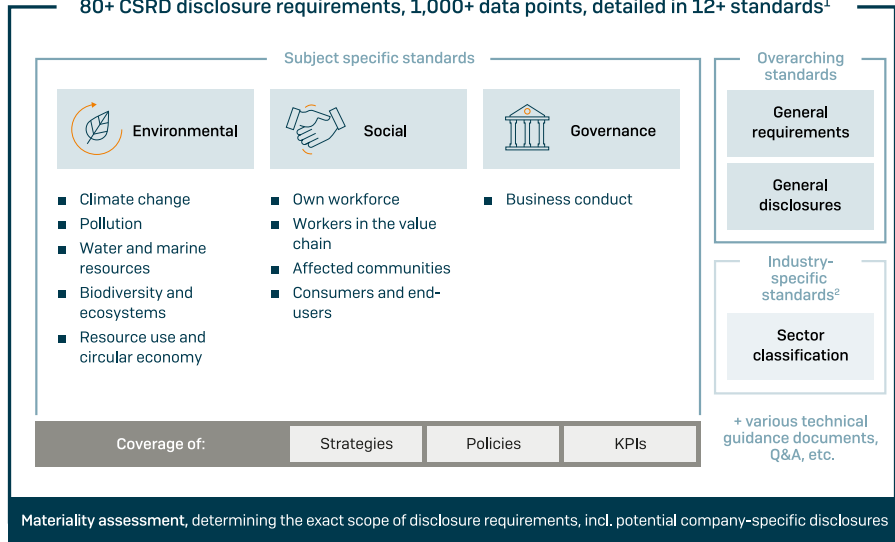 80+ CSRD disclosure requirements, 1,000+ data points, detailed in 12+ standards¹
Subject specific standards
Environmental
Climate change
Pollution
Water and marine
resources
Biodiversity and
ecosystems
Resource use and
circular economy
Social
Own workforce
Workers in the value
chain
Affected communities
Consumers and end-
users
Governance
Business conduct
Coverage of:
Strategies
Policies
KPIs
Overarching
standards
General
requirements
General
disclosures
Industry-
specific
standards²
Sector
classification
+ various technical
guidance documents,
Q&A, etc.
Materiality assessment, determining the exact scope of disclosure requirements, incl. potential company-specific disclosures